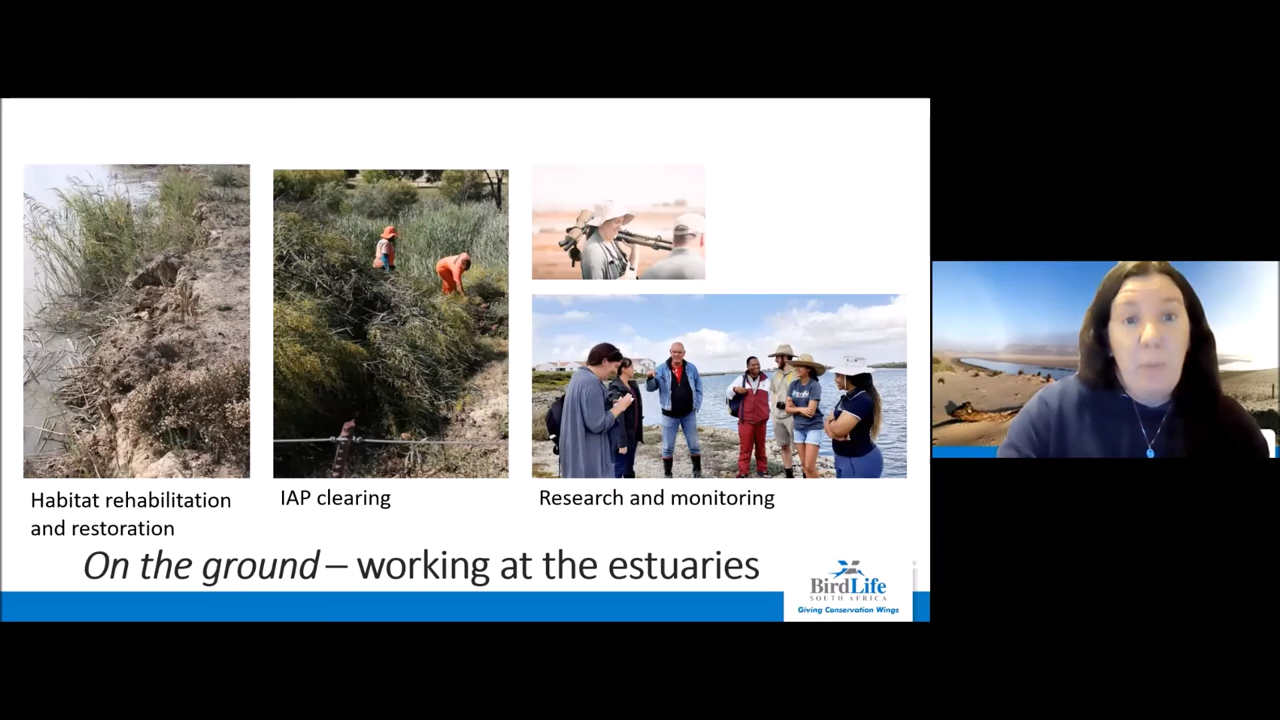 Habitat rehabilitation
and restoration
IAP clearing
Research and monitoring
On the ground – working at the estuaries
BirdLife
SOUTH AFRICA
Giving Conservation Wings